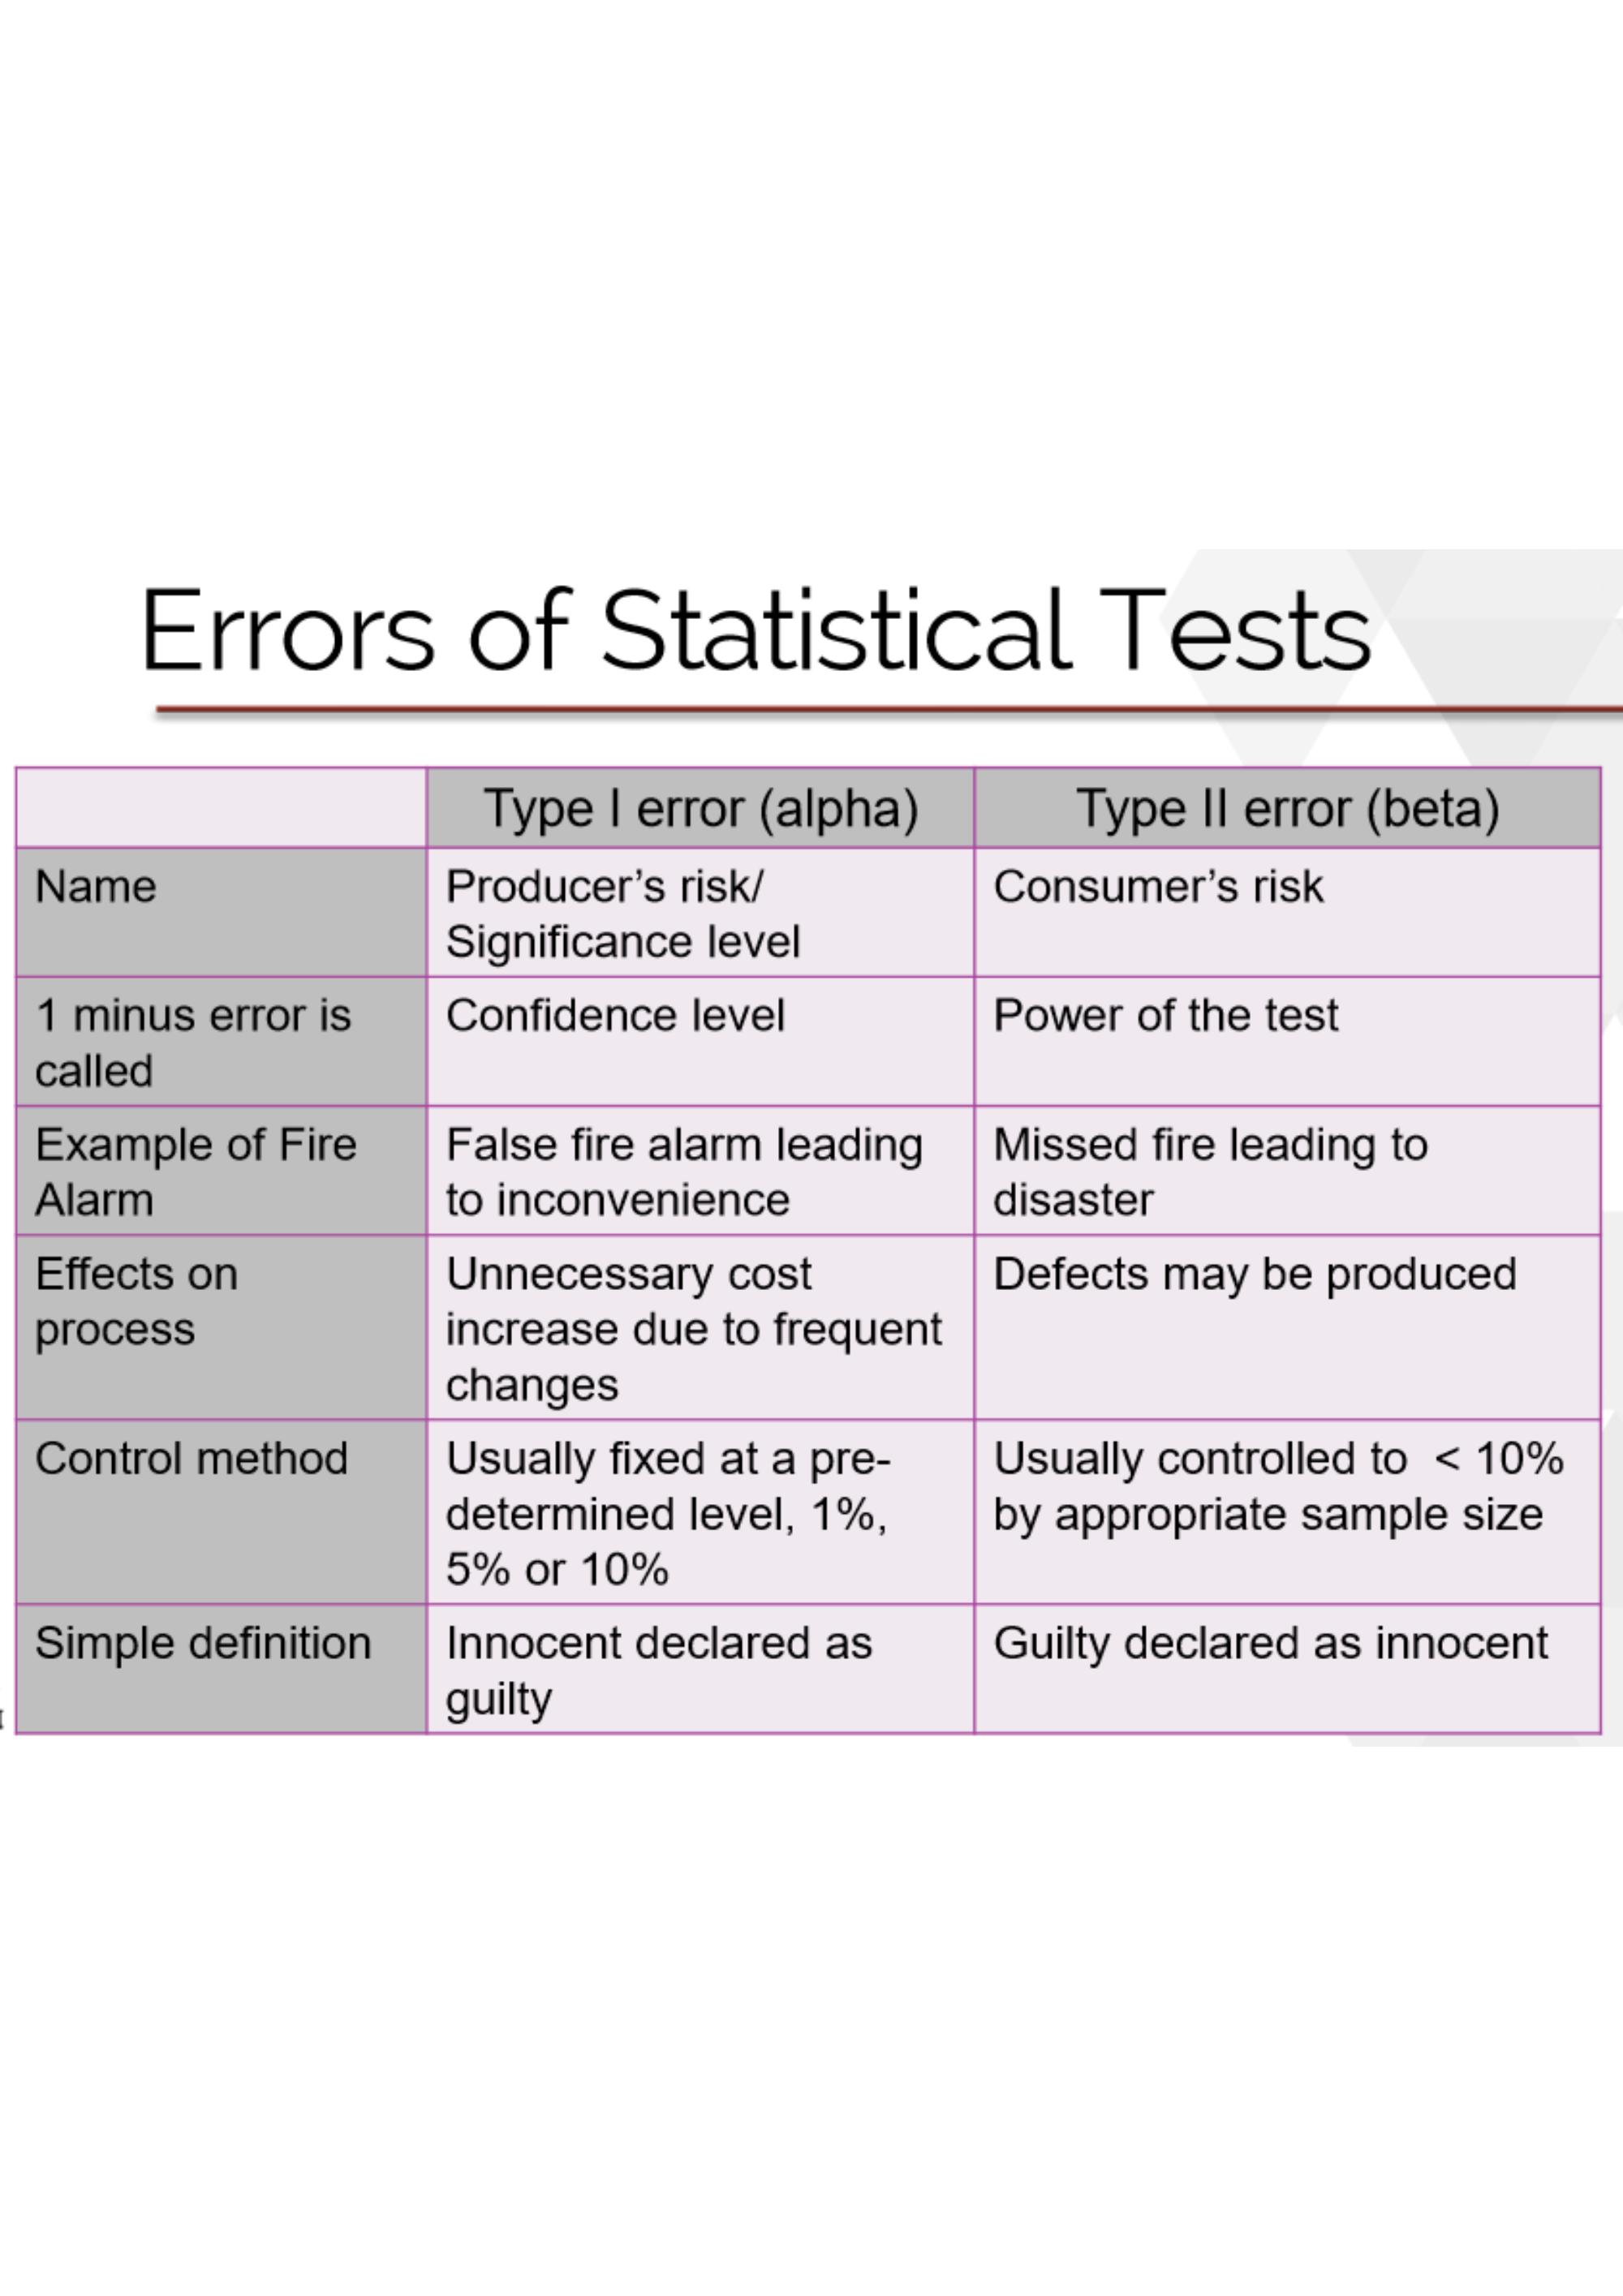 Errors of Statistical Tests
Type I error (alpha)
Type II error (beta)
Name
Producer’s risk/
Significance level
Consumer’s risk
1 minus error is
called
Confidence level
Power of the test
Example of Fire
Alarm
False fire alarm leading
to inconvenience
Missed fire leading to
disaster
Effects on
process
Unnecessary cost
increase due to frequent
changes
Defects may be produced
Control method
Usually fixed at a pre-
determined level, 1%,
5% or 10%
Usually controlled to  < 10%
by appropriate sample size
Simple definition
Innocent declared as
guilty
Guilty declared as innocent